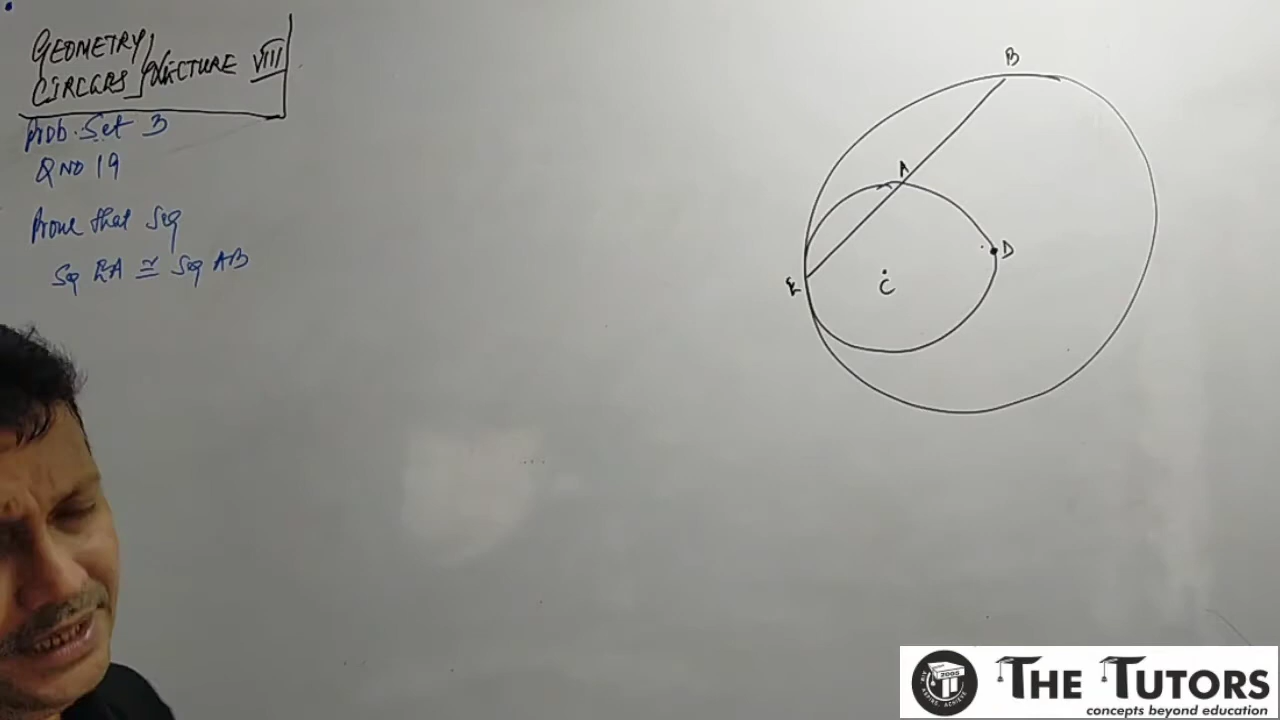 GEOMETRY
CIRCLES LECTURE VIII
Prob. Set 3
Q NO 19
Prove that Seg
Seg EA ≅ Seg AB
B
A
D
E
C
THE TUTORS
concepts beyond education